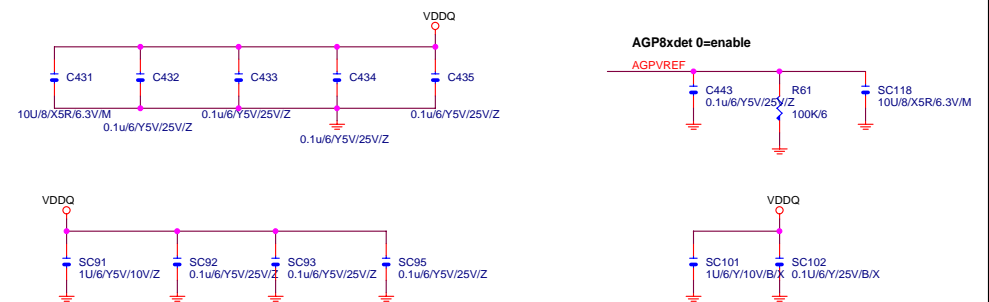 VDDQ
C431
C432
C433
C434
C435
10U/8/X5R/6.3V/M
0.1u/6/Y5V/25V/Z
0.1u/6/Y5V/25V/Z
0.1u/6/Y5V/25V/Z
0.1u/6/Y5V/25V/Z
AGP8xdet 0=enable
AGPVREF
C443
0.1u/6/Y5V/25V/Z
R61
100K/6
SC118
10U/8/X5R/6.3V/M
VDDQ
SC91
1U/6/Y5V/10V/Z
SC92
0.1u/6/Y5V/25V/Z
SC93
0.1u/6/Y5V/25V/Z
SC95
0.1u/6/Y5V/25V/Z
VDDQ
SC101
1U/6/Y/10V/B/X
SC102
0.1U/6/Y/25V/B/X